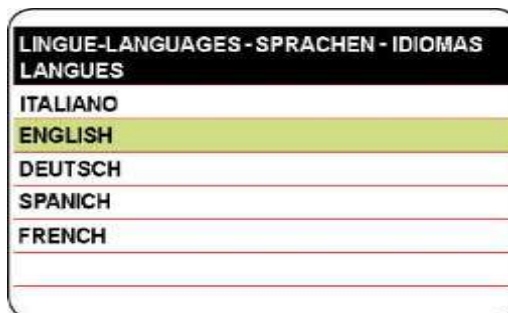 LINGUE-LANGUAGES - SPRACHEN - IDIOMAS
LANGUES
ITALIANO
ENGLISH
DEUTSCH
SPANICH
FRENCH